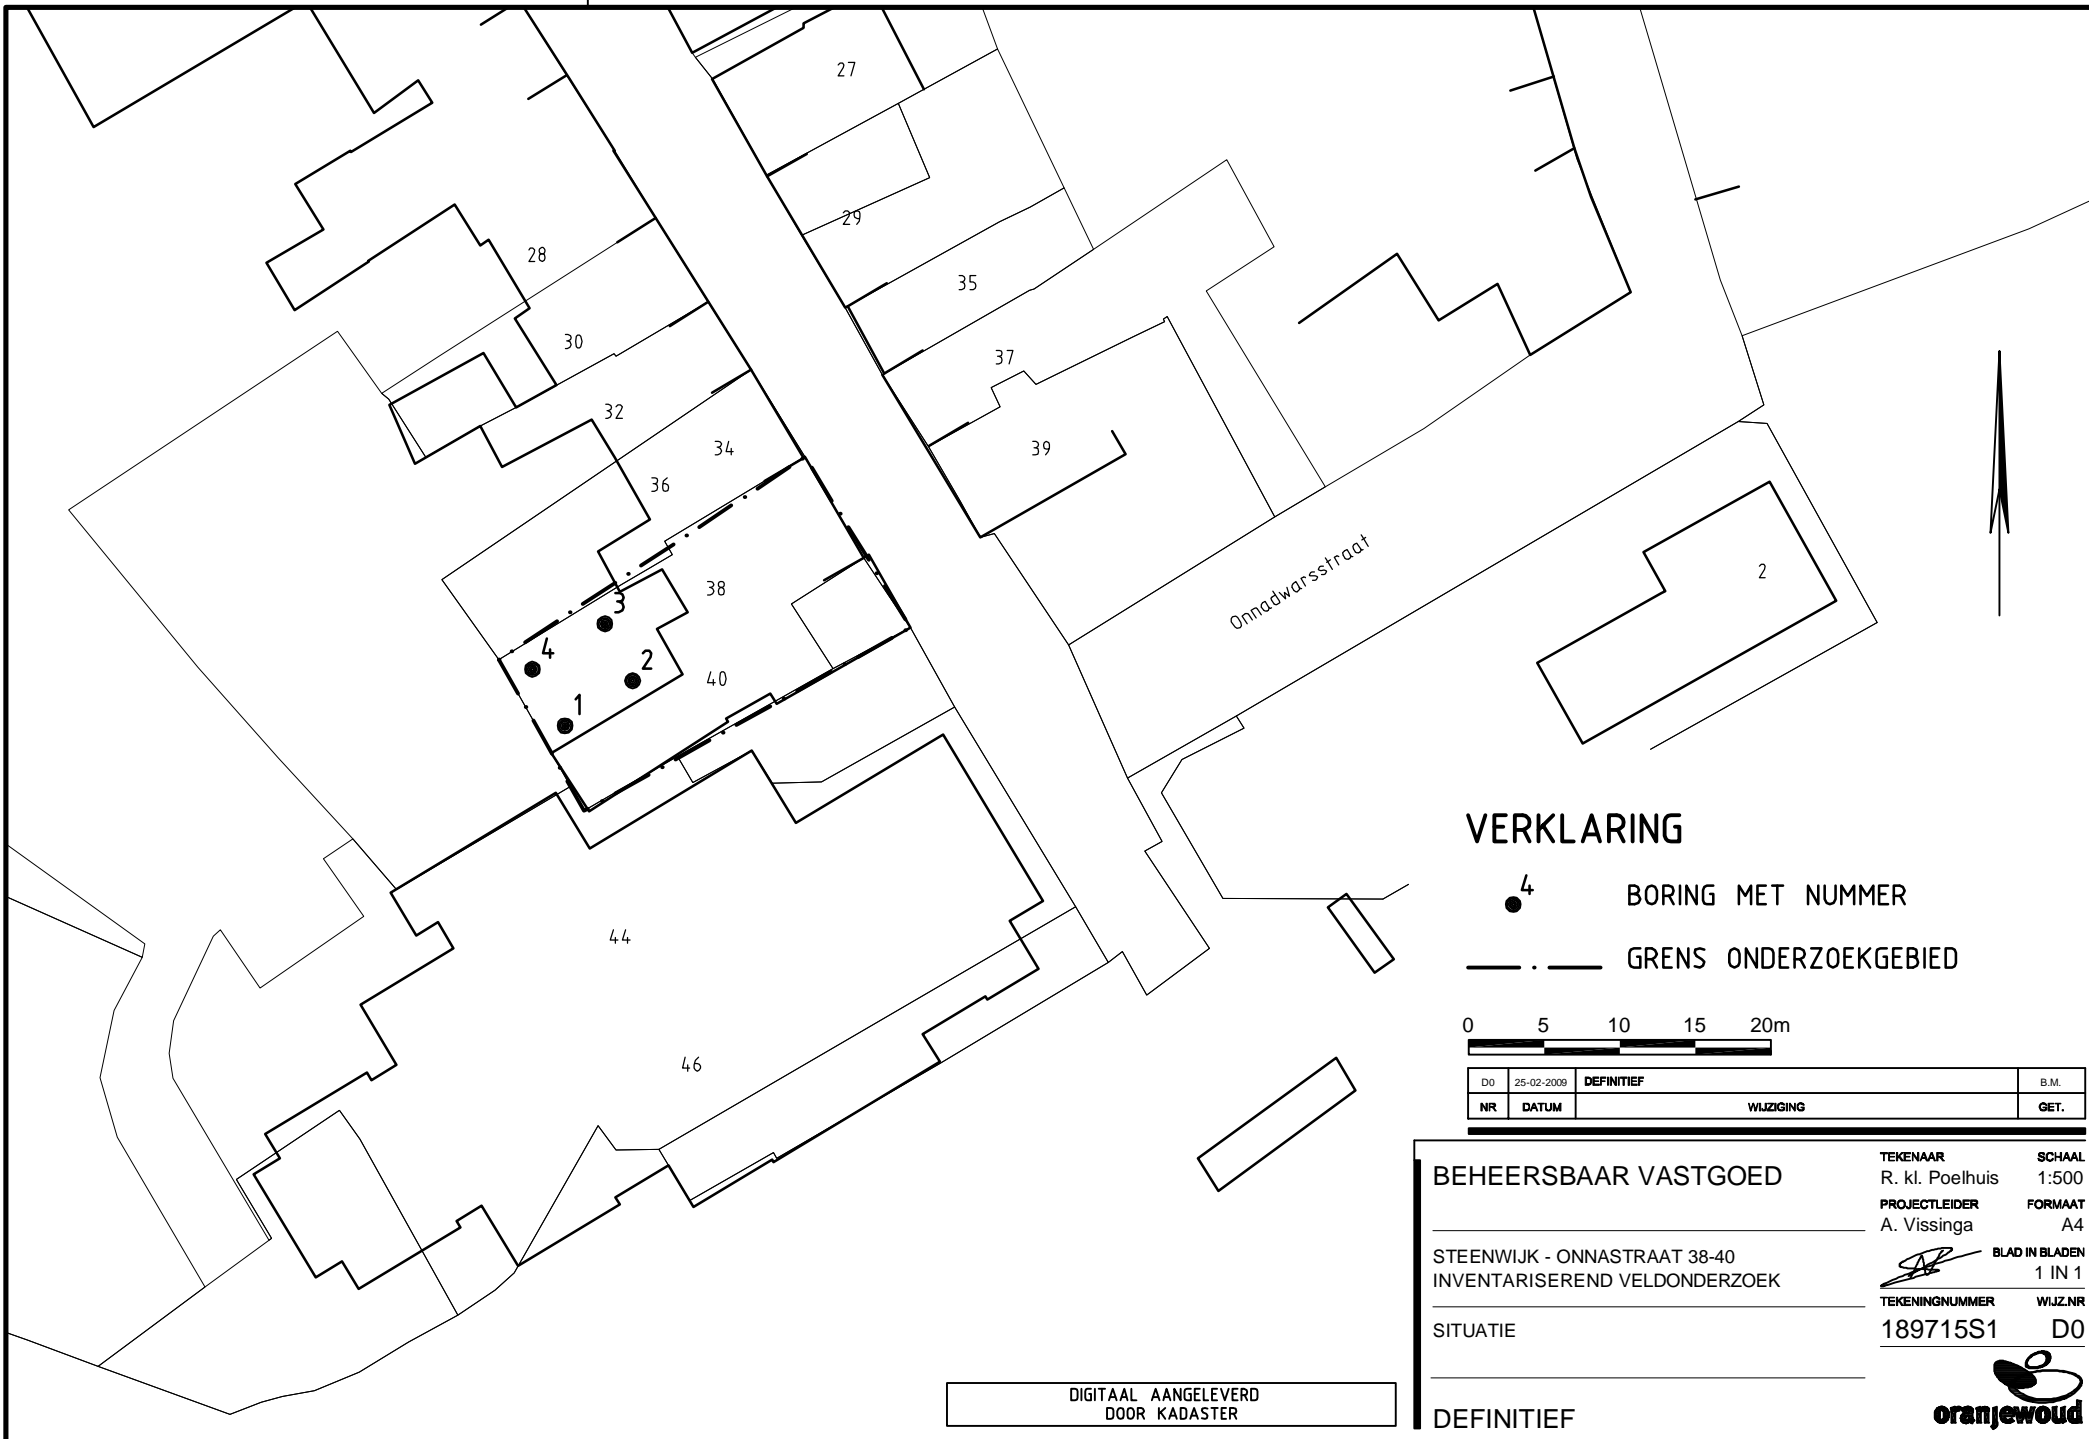 27
29
28
35
30
37
32
34
39
36
38
3
4
2
40
1
Onnadwarsstraat
2
44
46
VERKLARING
4
BORING MET NUMMER
GRENS ONDERZOEKGEBIED
0 5 10 15 20m
D0 25-02-2009 DEFINITIEF B.M.
NR DATUM WIJZIGING GET.
BEHEERSBAAR VASTGOED
STEENWIJK - ONNASTRAAT 38-40
INVENTARISEREND VELDONDERZOEK
SITUATIE
DEFINITIEF
TEKENAAR SCHAAL
R. kl. Poelhuis 1:500
PROJECTLEIDER FORMAAT
A. Vissinga A4
BLAD IN BLADEN
1 IN 1
TEKENINGNUMMER WIJZ.NR
189715S1 D0
oranjewoud
DIGITAAL AANGELEVERD
DOOR KADASTER